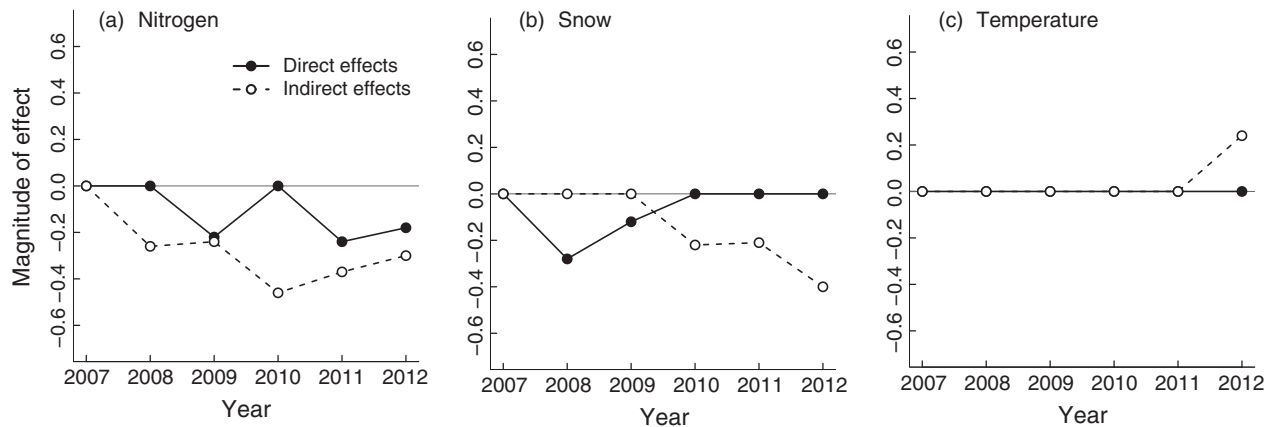 (a) Nitrogen
Direct effects
Indirect effects
Magnitude of effect
0.6
0.4
0.2
0.0
−0.2
−0.4
−0.6
2007 2008 2009 2010 2011 2012
Year
(b) Snow
0.6
0.4
0.2
0.0
−0.2
−0.4
−0.6
2007 2008 2009 2010 2011 2012
Year
(c) Temperature
0.6
0.4
0.2
0.0
−0.2
−0.4
−0.6
2007 2008 2009 2010 2011 2012
Year